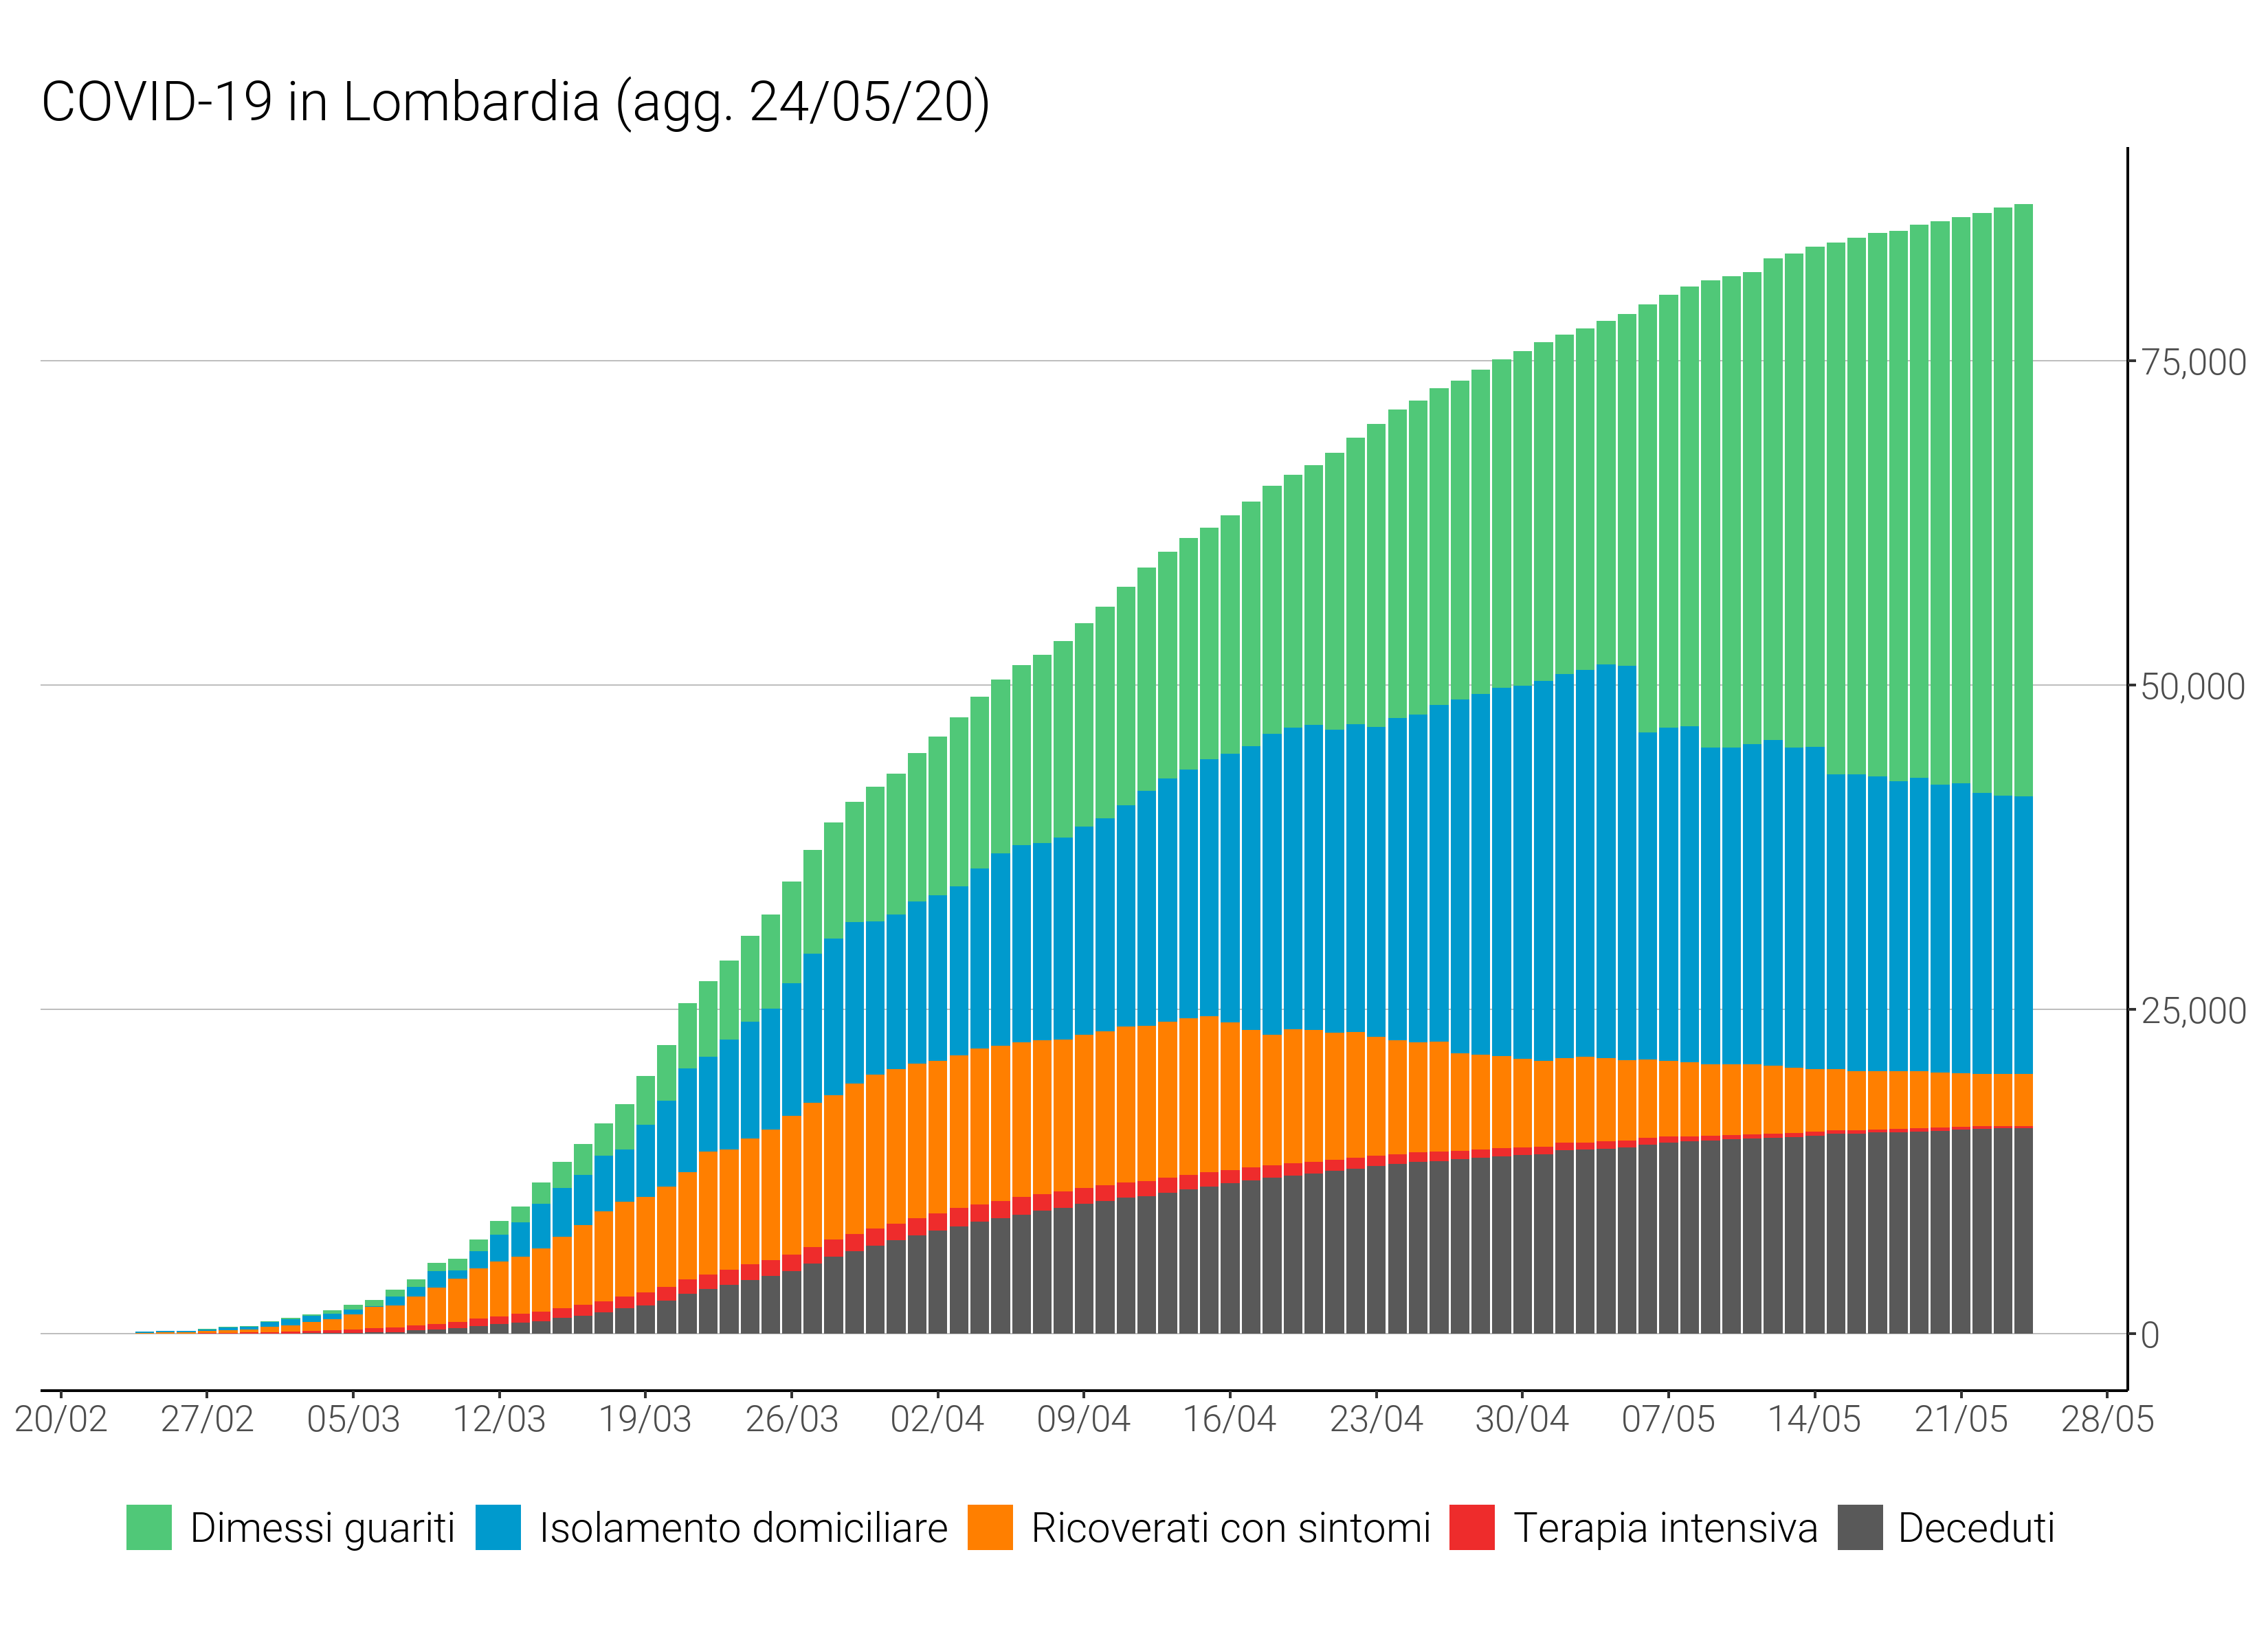 COVID-19 in Lombardia (agg. 24/05/20)
75,000
50,000
25,000
0
20/02 27/02 05/03 12/03 19/03 26/03 02/04 09/04 16/04 23/04 30/04 07/05 14/05 21/05 28/05
Dimessi guariti Isolamento domiciliare Ricoverati con sintomi Terapia intensiva Deceduti